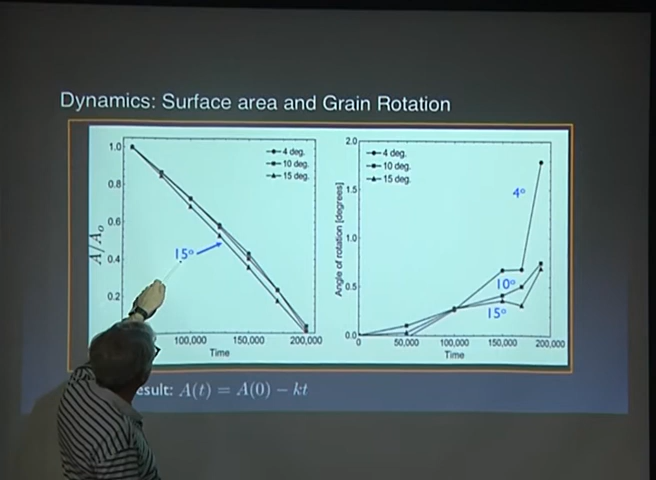 Dynamics: Surface area and Grain Rotation
A/A₀
1.0
0.8
0.6
0.4
0.2
4 deg.
10 deg.
15 deg.
15°
100,000 150,000 200,000
Time
Angle of rotation [degrees]
2.0
1.5
1.0
0.5
0.0
4 deg.
10 deg.
15 deg.
4°
10°
15°
0 50,000 100,000 150,000 200,000
Time
esult: A(t) = A(0) − kt